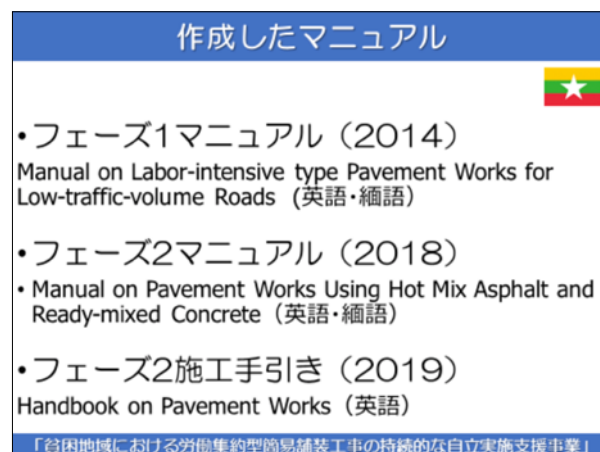 作成したマニュアル
•フェーズ1マニュアル（2014）
Manual on Labor-intensive type Pavement Works for
Low-traffic-volume Roads (英語･緬語）
•フェーズ2マニュアル（2018）
• Manual on Pavement Works Using Hot Mix Asphalt and
Ready-mixed Concrete（英語･緬語）
•フェーズ2施工手引き（2019）
Handbook on Pavement Works（英語）
「貧困地域における労働集約型簡易舗装工事の持続的な自立実施支援事業」